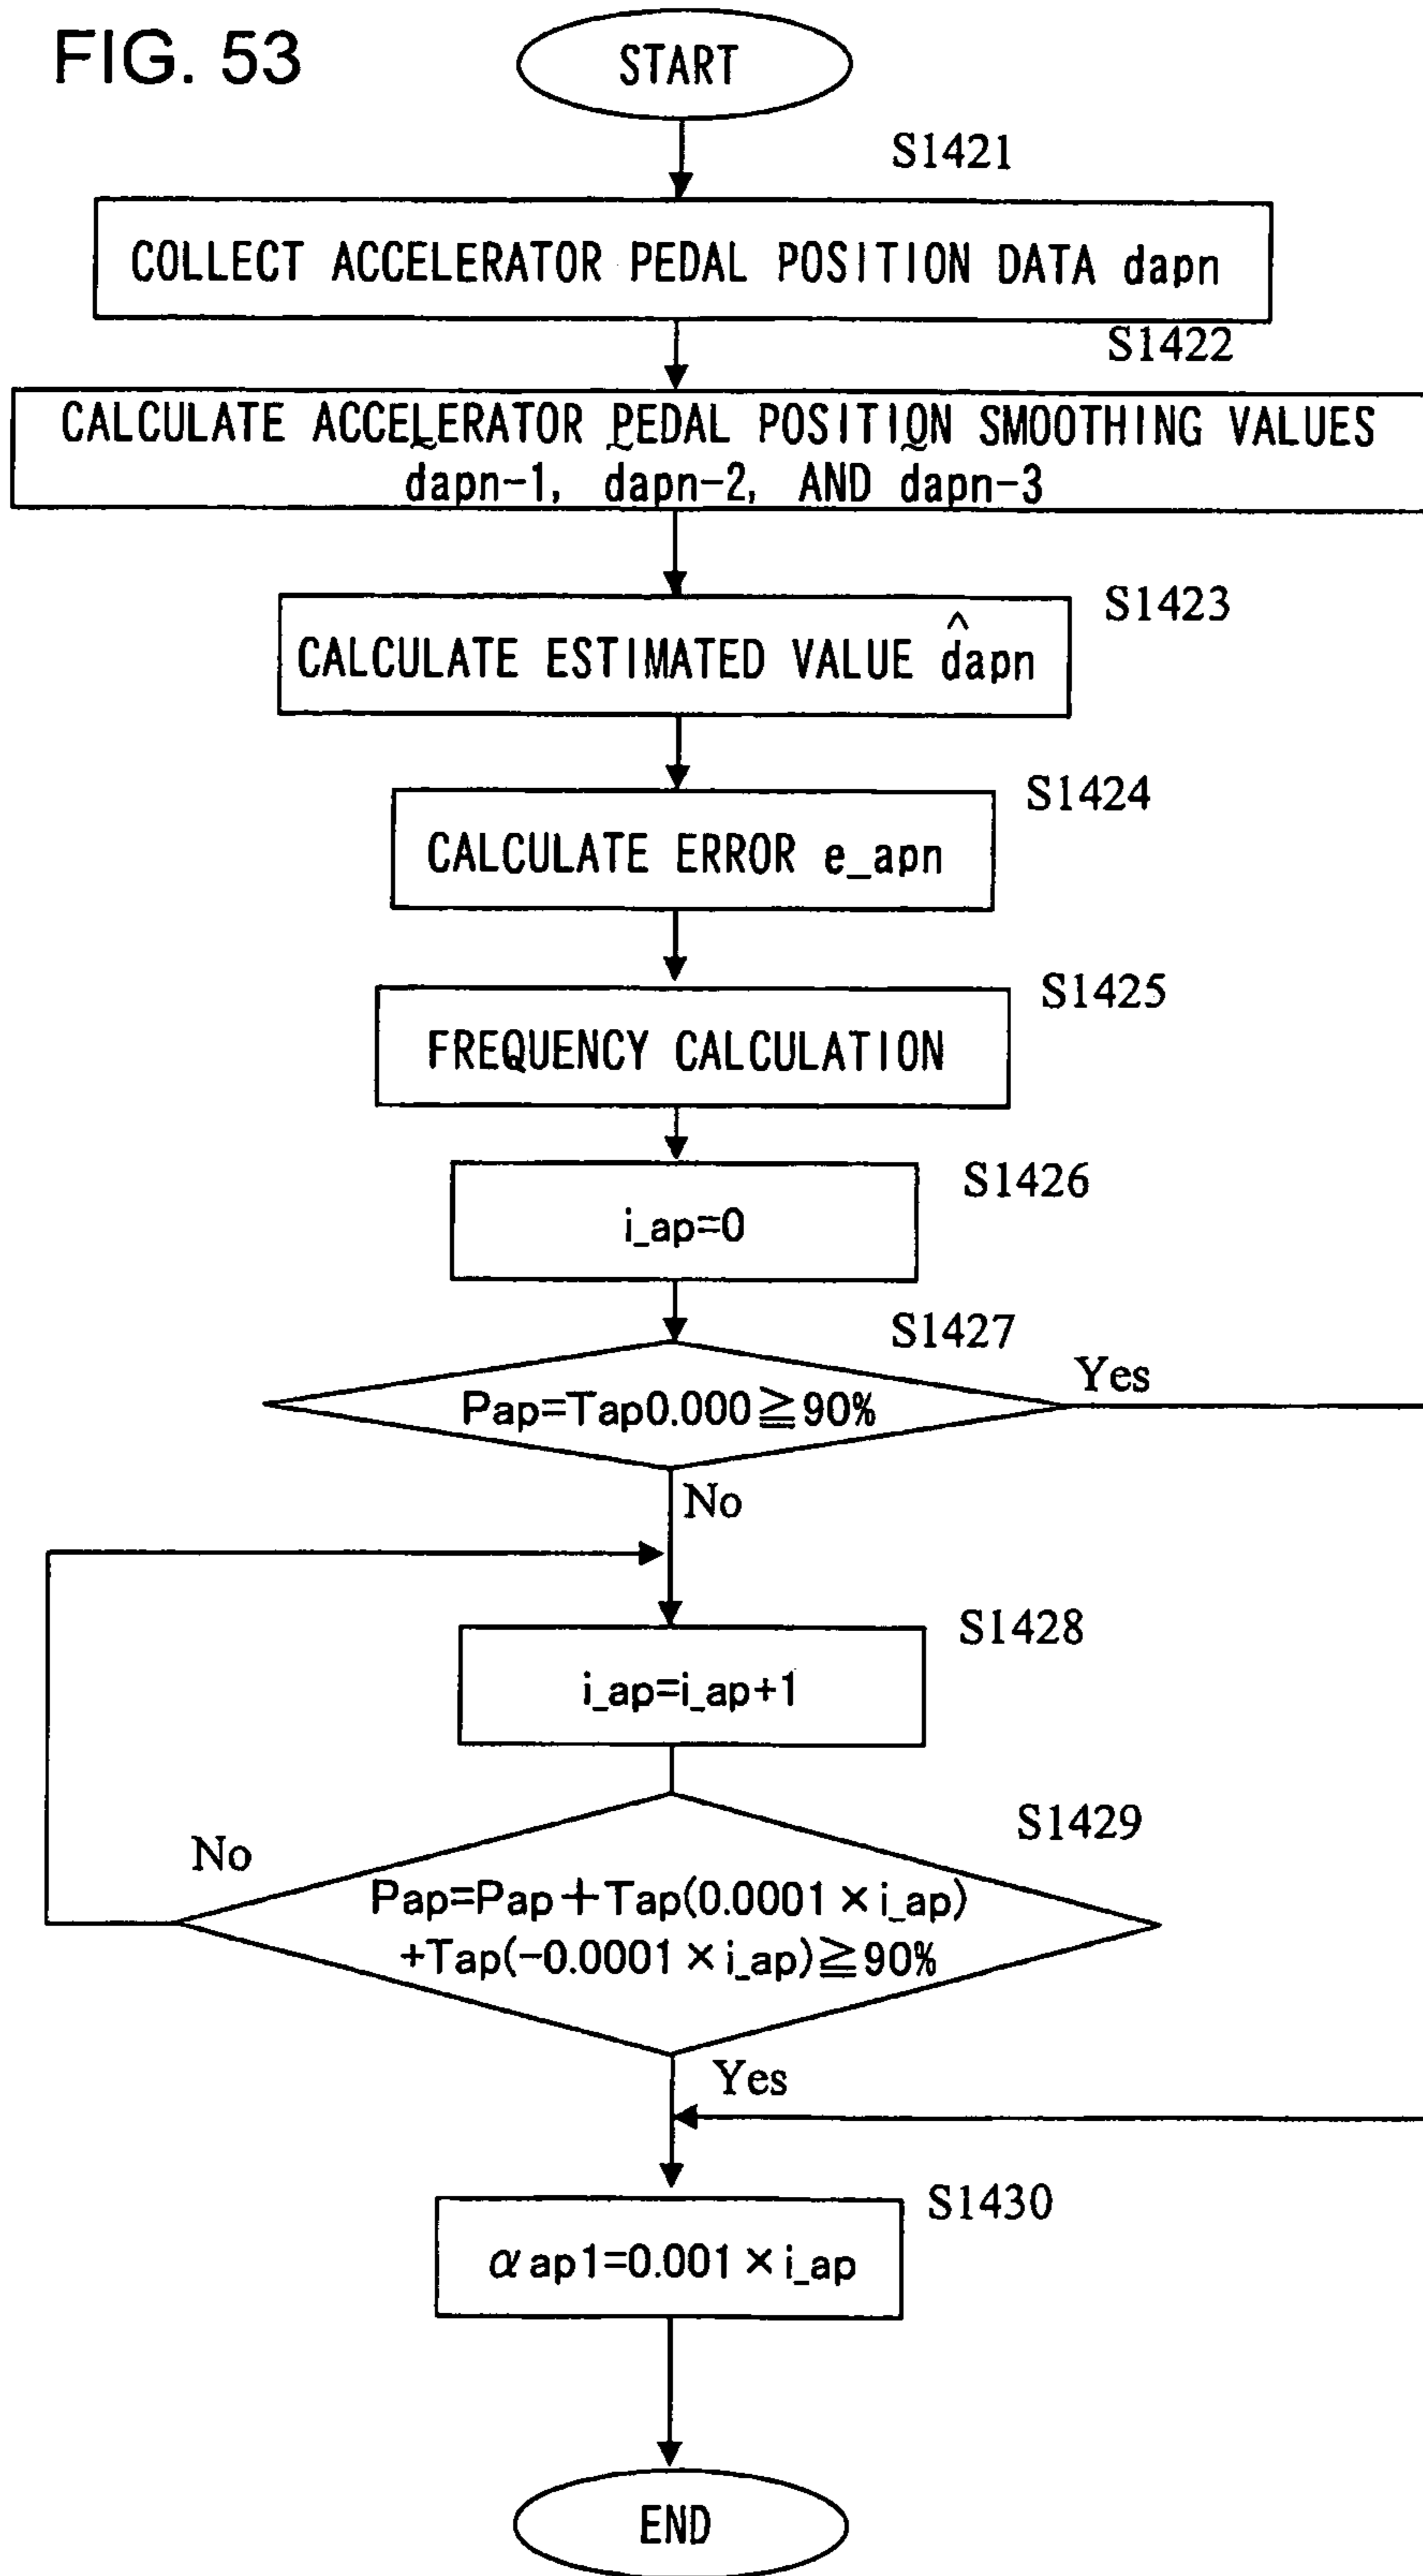 FIG. 53
START
S1421
COLLECT ACCELERATOR PEDAL POSITION DATA dapn
S1422
CALCULATE ACCELERATOR PEDAL POSITION SMOOTHING VALUES
d̃apn-1, d̃apn-2, AND d̃apn-3
S1423
CALCULATE ESTIMATED VALUE d̂apn
S1424
CALCULATE ERROR e_apn
S1425
FREQUENCY CALCULATION
S1426
i_ap=0
S1427
Pap=Tap0.000≧90%
Yes
No
S1428
i_ap=i_ap+1
S1429
No
Pap=Pap+Tap(0.0001×i_ap)
+Tap(-0.0001×i_ap)≧90%
Yes
S1430
αap1=0.001×i_ap
END